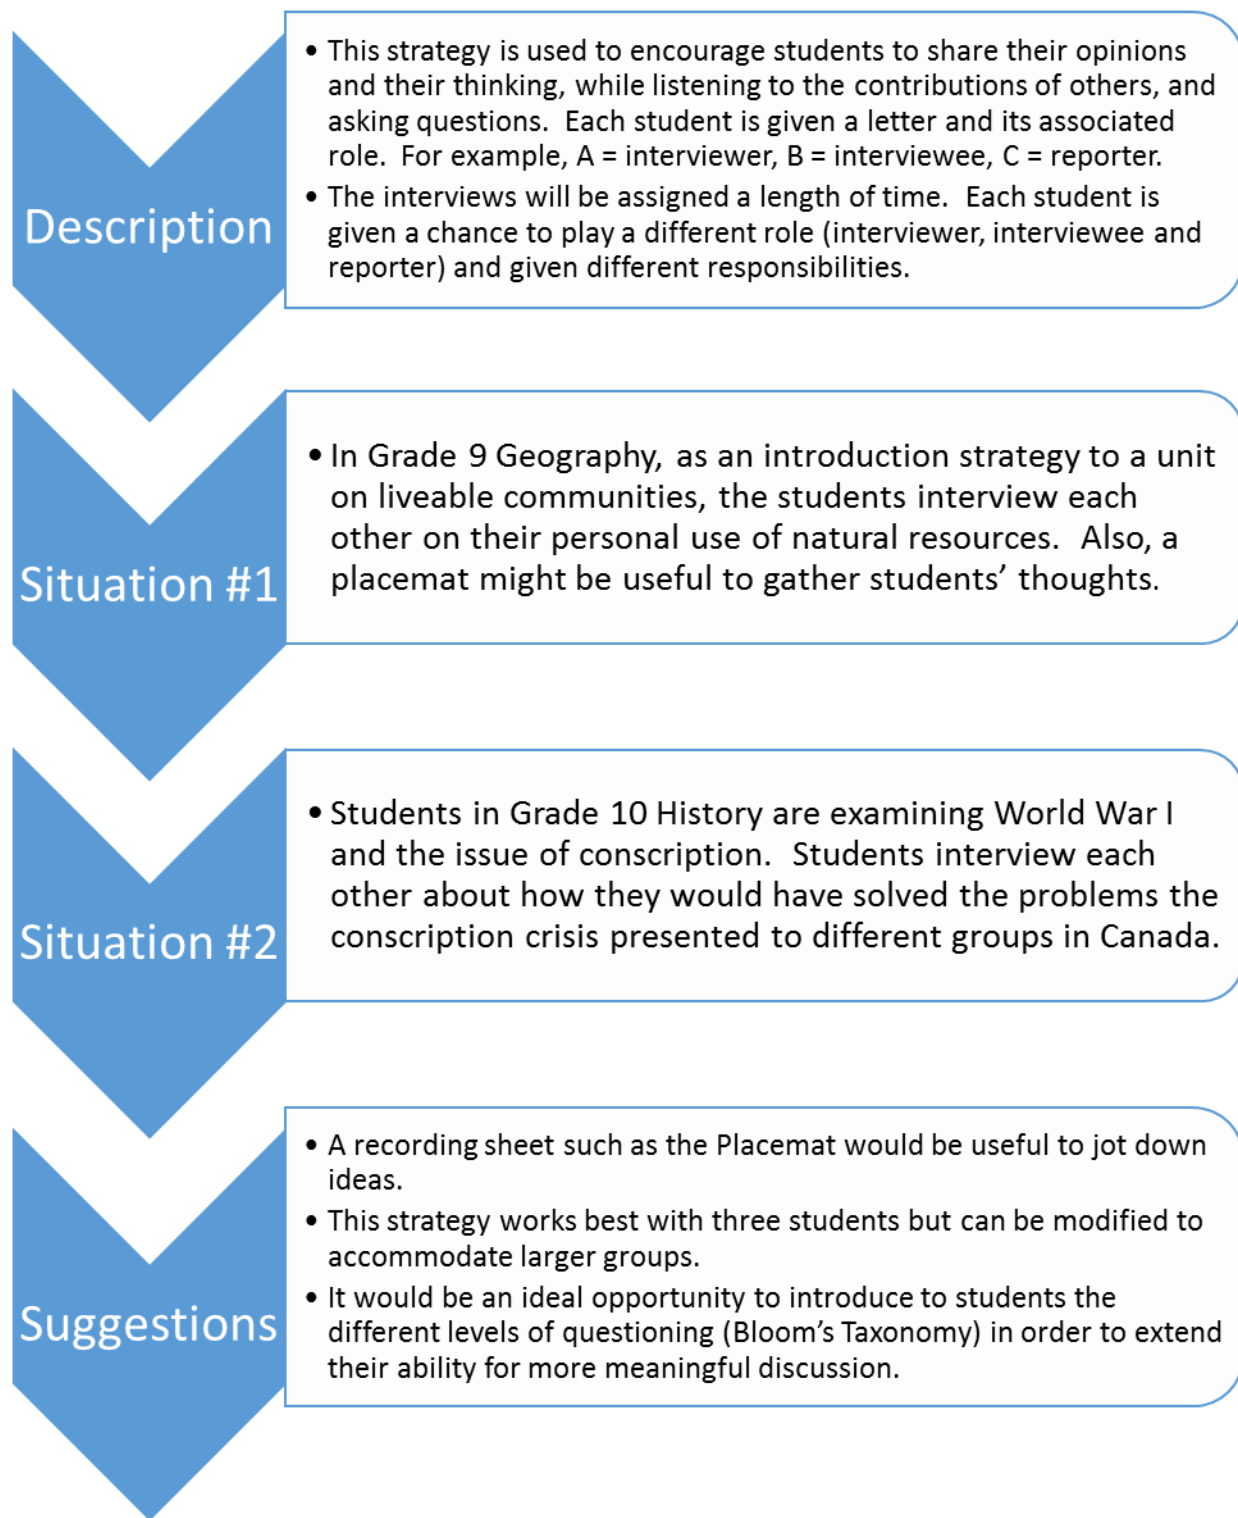 Description
• This strategy is used to encourage students to share their opinions
and their thinking, while listening to the contributions of others, and
asking questions.  Each student is given a letter and its associated
role.  For example, A = interviewer, B = interviewee, C = reporter.
• The interviews will be assigned a length of time.  Each student is
given a chance to play a different role (interviewer, interviewee and
reporter) and given different responsibilities.
Situation #1
• In Grade 9 Geography, as an introduction strategy to a unit
on liveable communities, the students interview each
other on their personal use of natural resources.  Also, a
placemat might be useful to gather students’ thoughts.
Situation #2
• Students in Grade 10 History are examining World War I
and the issue of conscription.  Students interview each
other about how they would have solved the problems the
conscription crisis presented to different groups in Canada.
Suggestions
• A recording sheet such as the Placemat would be useful to jot down
ideas.
• This strategy works best with three students but can be modified to
accommodate larger groups.
• It would be an ideal opportunity to introduce to students the
different levels of questioning (Bloom’s Taxonomy) in order to extend
their ability for more meaningful discussion.